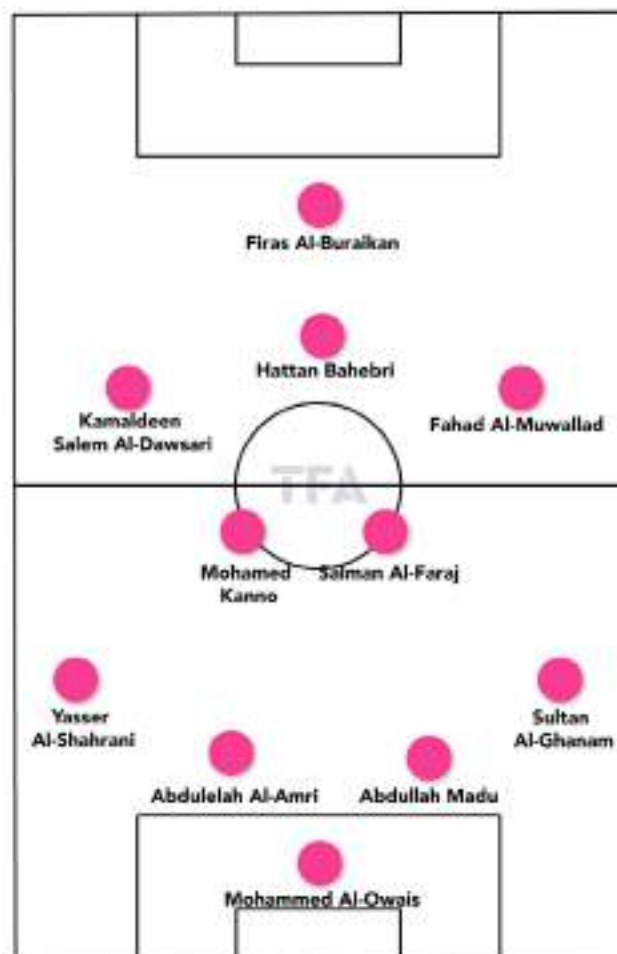 Firas Al-Buraikan
Hattan Bahebri
Kamaldeen
Salem Al-Dawsari
Fahad Al-Muwallad
TFA
Mohamed
Kanno
Salman Al-Faraj
Yasser
Al-Shahrani
Sultan
Al-Ghanam
Abdulelah Al-Amri
Abdullah Madu
Mohammed Al-Owais